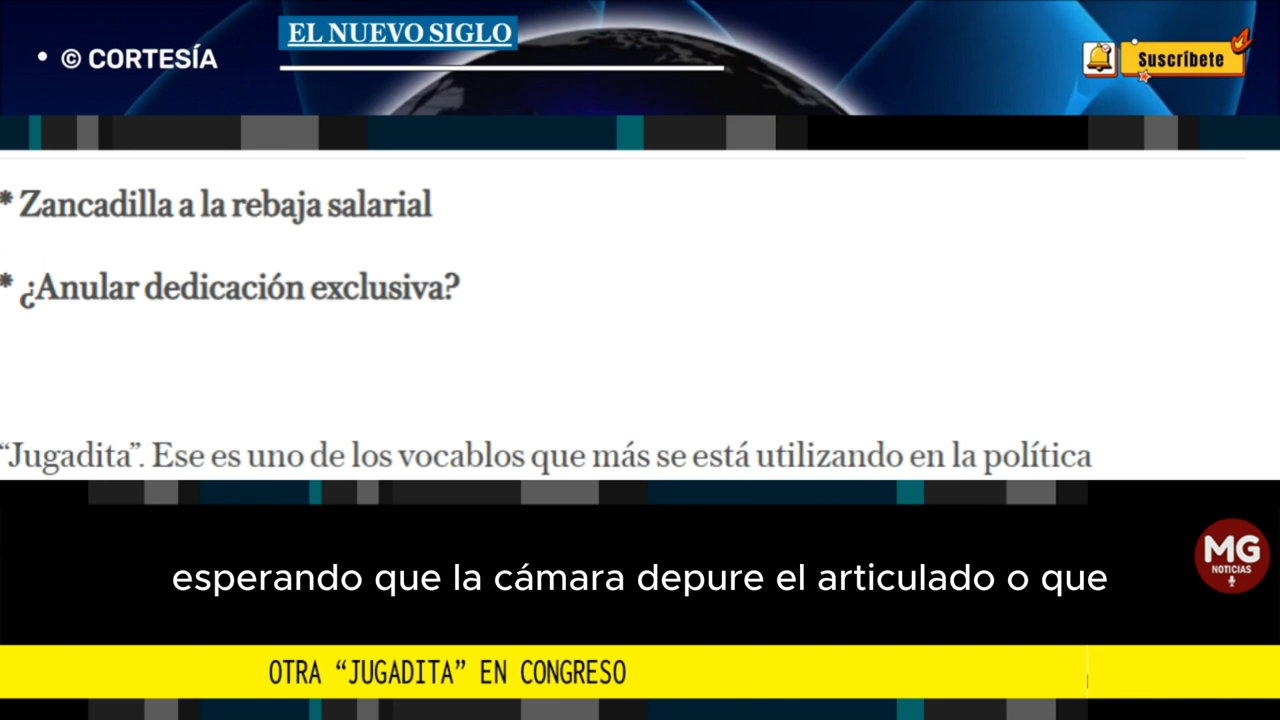 • © CORTESÍA
EL NUEVO SIGLO
Suscríbete
* Zancadilla a la rebaja salarial
* ¿Anular dedicación exclusiva?
“Jugadita”. Ese es uno de los vocablos que más se está utilizando en la política
esperando que la cámara depure el articulado o que
MG
NOTICIAS
OTRA “JUGADITA” EN CONGRESO